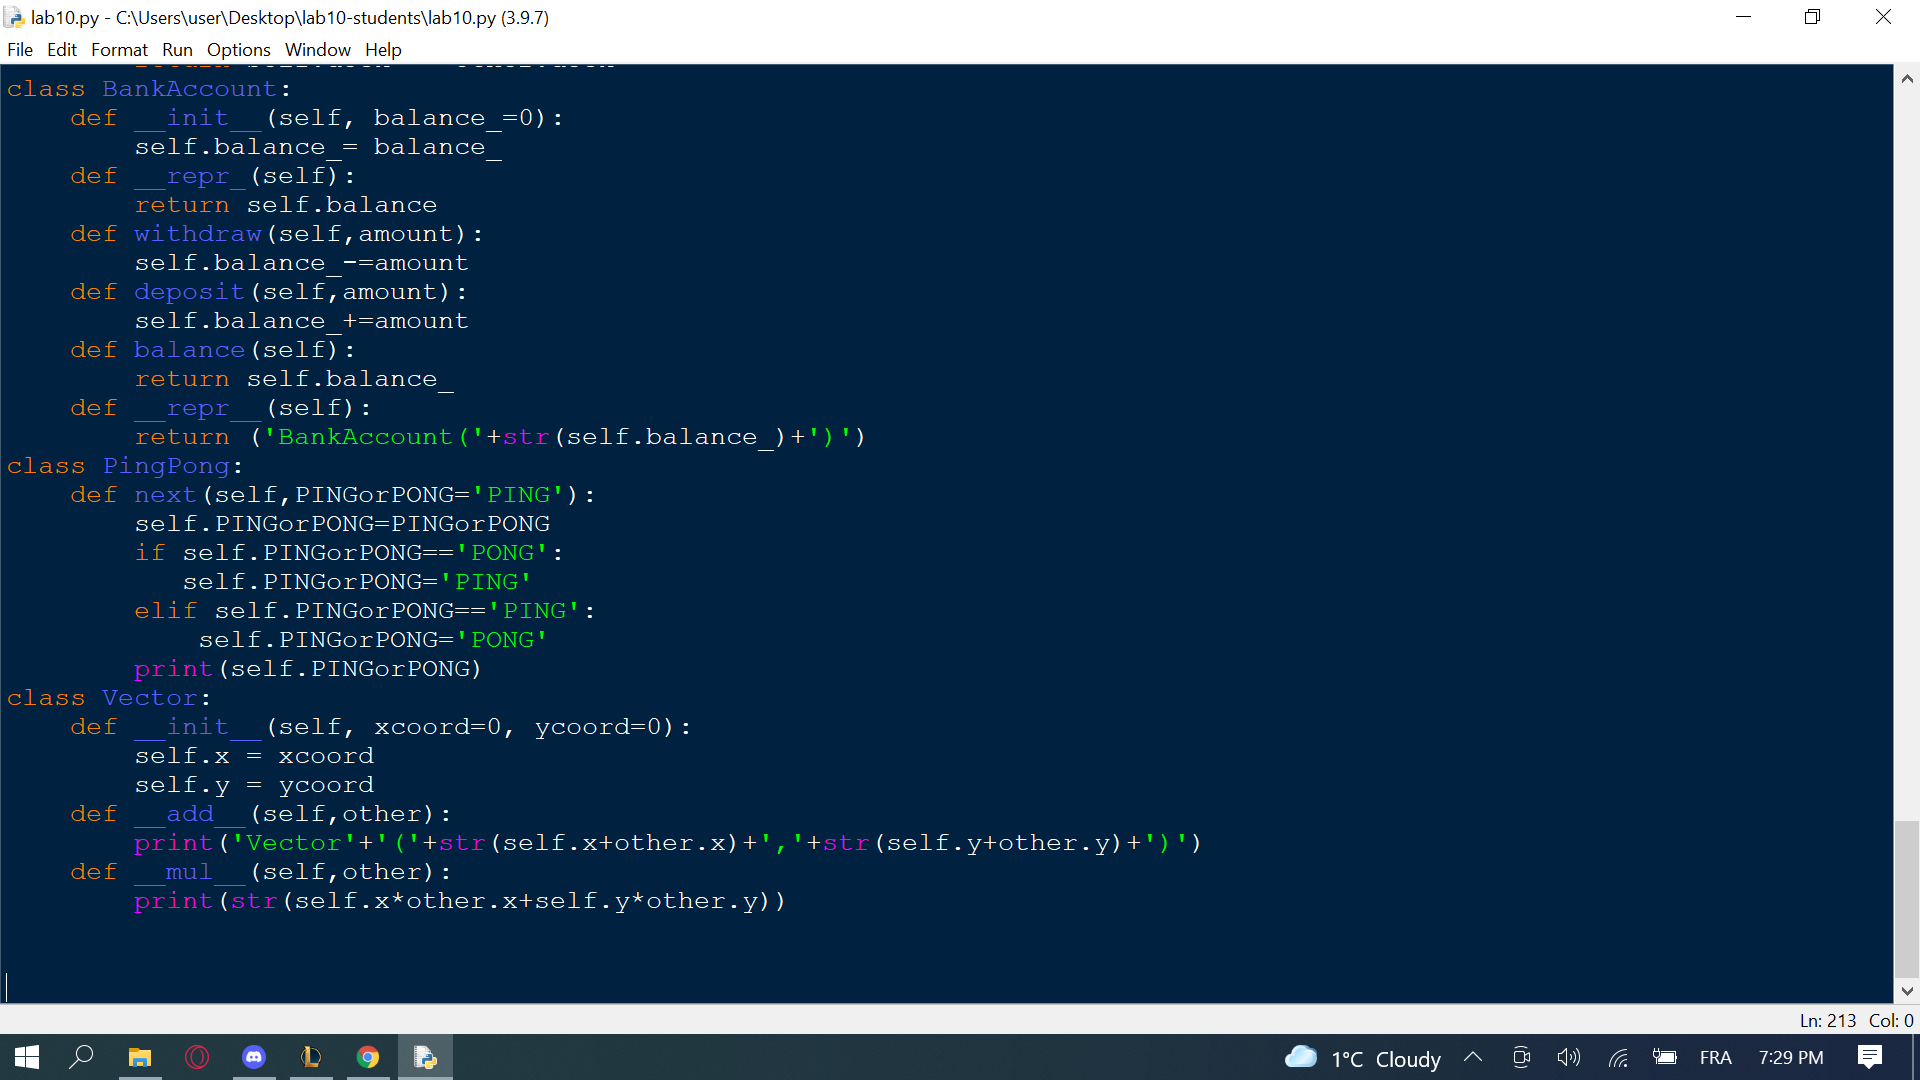 lab10.py - C:\Users\user\Desktop\lab10-students\lab10.py (3.9.7)
File Edit Format Run Options Window Help
class BankAccount:
    def __init__(self, balance_=0):
        self.balance_= balance_
    def __repr_(self):
        return self.balance
    def withdraw(self,amount):
        self.balance_-=amount
    def deposit(self,amount):
        self.balance_+=amount
    def balance(self):
        return self.balance_
    def __repr__(self):
        return ('BankAccount('+str(self.balance_)+')')
class PingPong:
    def next(self,PINGorPONG='PING'):
        self.PINGorPONG=PINGorPONG
        if self.PINGorPONG=='PONG':
           self.PINGorPONG='PING'
        elif self.PINGorPONG=='PING':
            self.PINGorPONG='PONG'
        print(self.PINGorPONG)
class Vector:
    def __init__(self, xcoord=0, ycoord=0):
        self.x = xcoord
        self.y = ycoord
    def __add__(self,other):
        print('Vector'+'('+str(self.x+other.x)+','+str(self.y+other.y)+')')
    def __mul__(self,other):
        print(str(self.x*other.x+self.y*other.y))
Ln: 213 Col: 0
1°C Cloudy FRA 7:29 PM